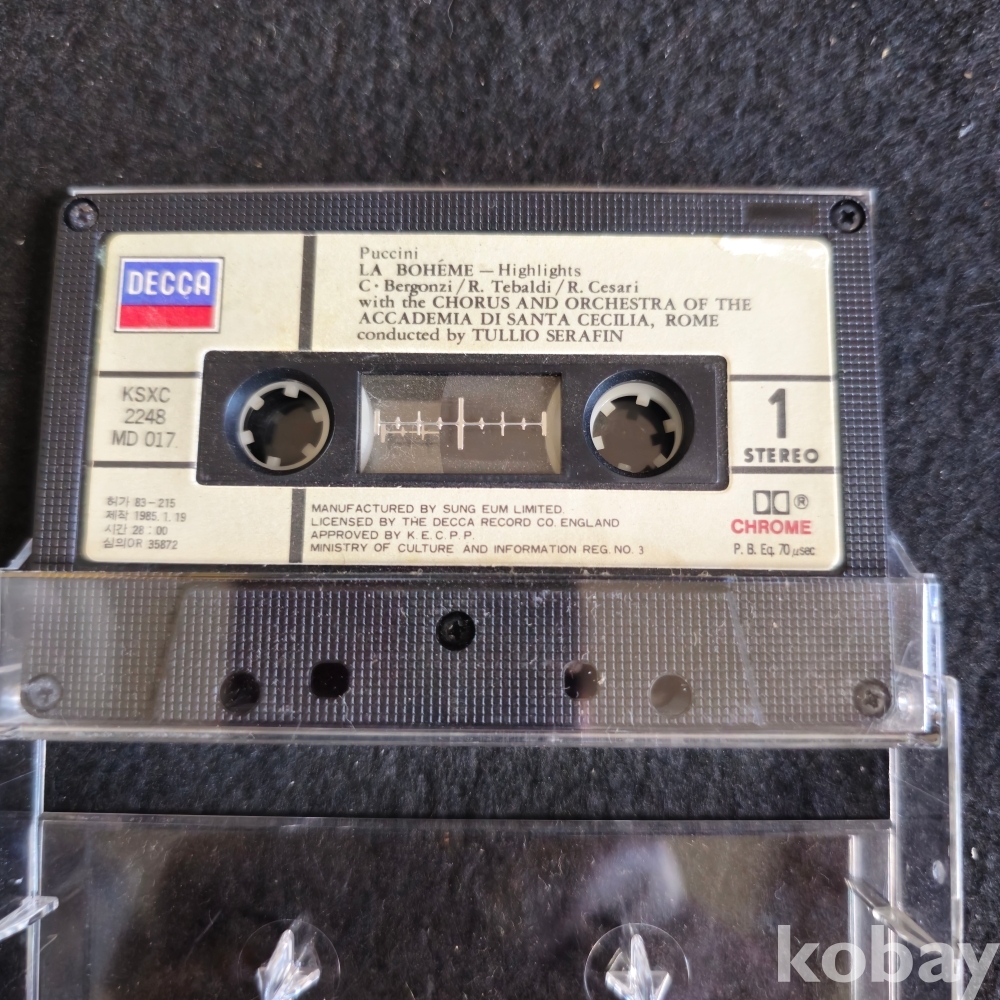 DECCA
Puccini
LA BOHÉME — Highlights
C · Bergonzi / R. Tebaldi / R. Cesari
with the CHORUS AND ORCHESTRA OF THE
ACCADEMIA DI SANTA CECILIA, ROME
conducted by TULLIO SERAFIN
KSXC
2248
MD 017.
1
STEREO
허가 83-215
제작 1985. 1. 19
시간 28 : 00
심의DR 35872
MANUFACTURED BY SUNG EUM LIMITED.
LICENSED BY THE DECCA RECORD CO. ENGLAND
APPROVED BY K. E. C. P. P.
MINISTRY OF CULTURE AND INFORMATION REG. NO. 3
®
CHROME
P. B. Eq. 70 μsec
kobay